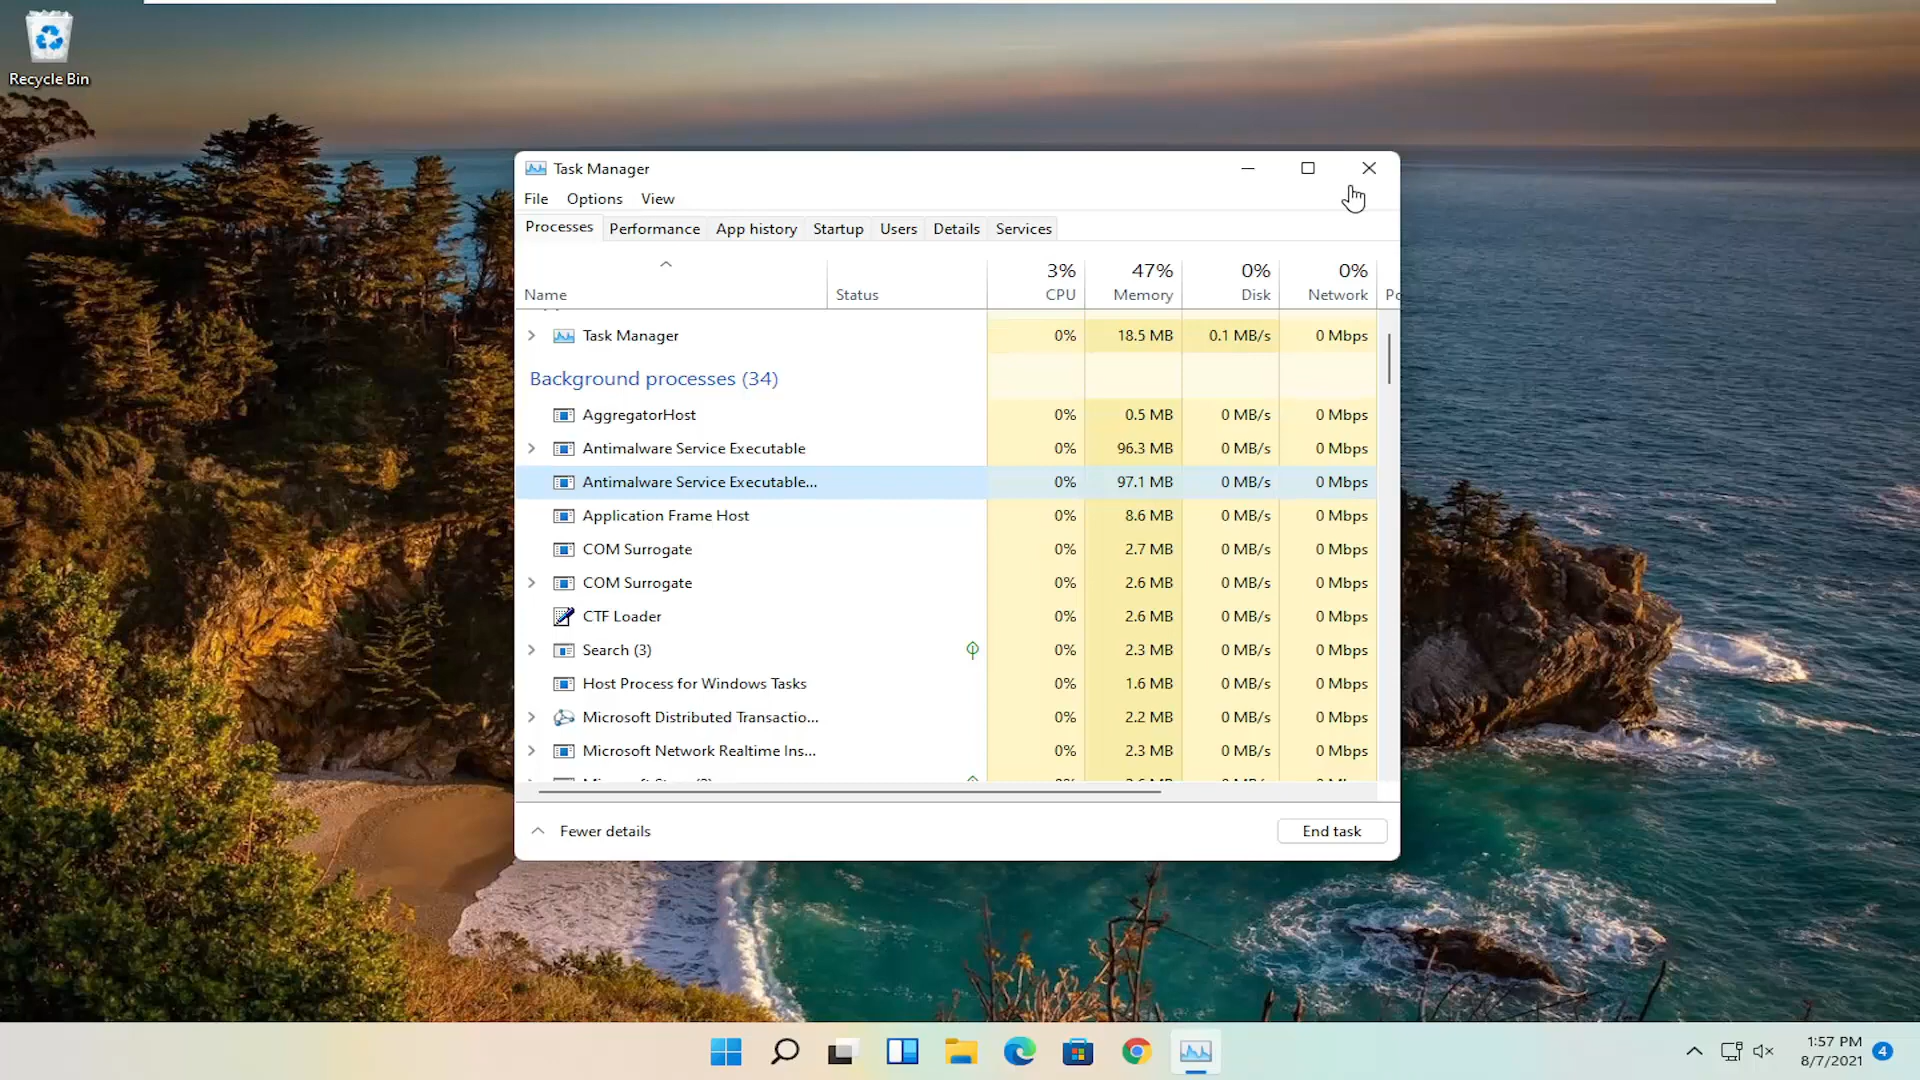 Recycle Bin
Task Manager
File Options View
Processes Performance App history Startup Users Details Services
3% 47% 0% 0%
Name Status CPU Memory Disk Network
Task Manager 0% 18.5 MB 0.1 MB/s 0 Mbps
Background processes (34)
AggregatorHost 0% 0.5 MB 0 MB/s 0 Mbps
Antimalware Service Executable 0% 96.3 MB 0 MB/s 0 Mbps
Antimalware Service Executable... 0% 97.1 MB 0 MB/s 0 Mbps
Application Frame Host 0% 8.6 MB 0 MB/s 0 Mbps
COM Surrogate 0% 2.7 MB 0 MB/s 0 Mbps
COM Surrogate 0% 2.6 MB 0 MB/s 0 Mbps
CTF Loader 0% 2.6 MB 0 MB/s 0 Mbps
Search (3) 0% 2.3 MB 0 MB/s 0 Mbps
Host Process for Windows Tasks 0% 1.6 MB 0 MB/s 0 Mbps
Microsoft Distributed Transactio... 0% 2.2 MB 0 MB/s 0 Mbps
Microsoft Network Realtime Ins... 0% 2.3 MB 0 MB/s 0 Mbps
Fewer details End task
1:57 PM
8/7/2021 4